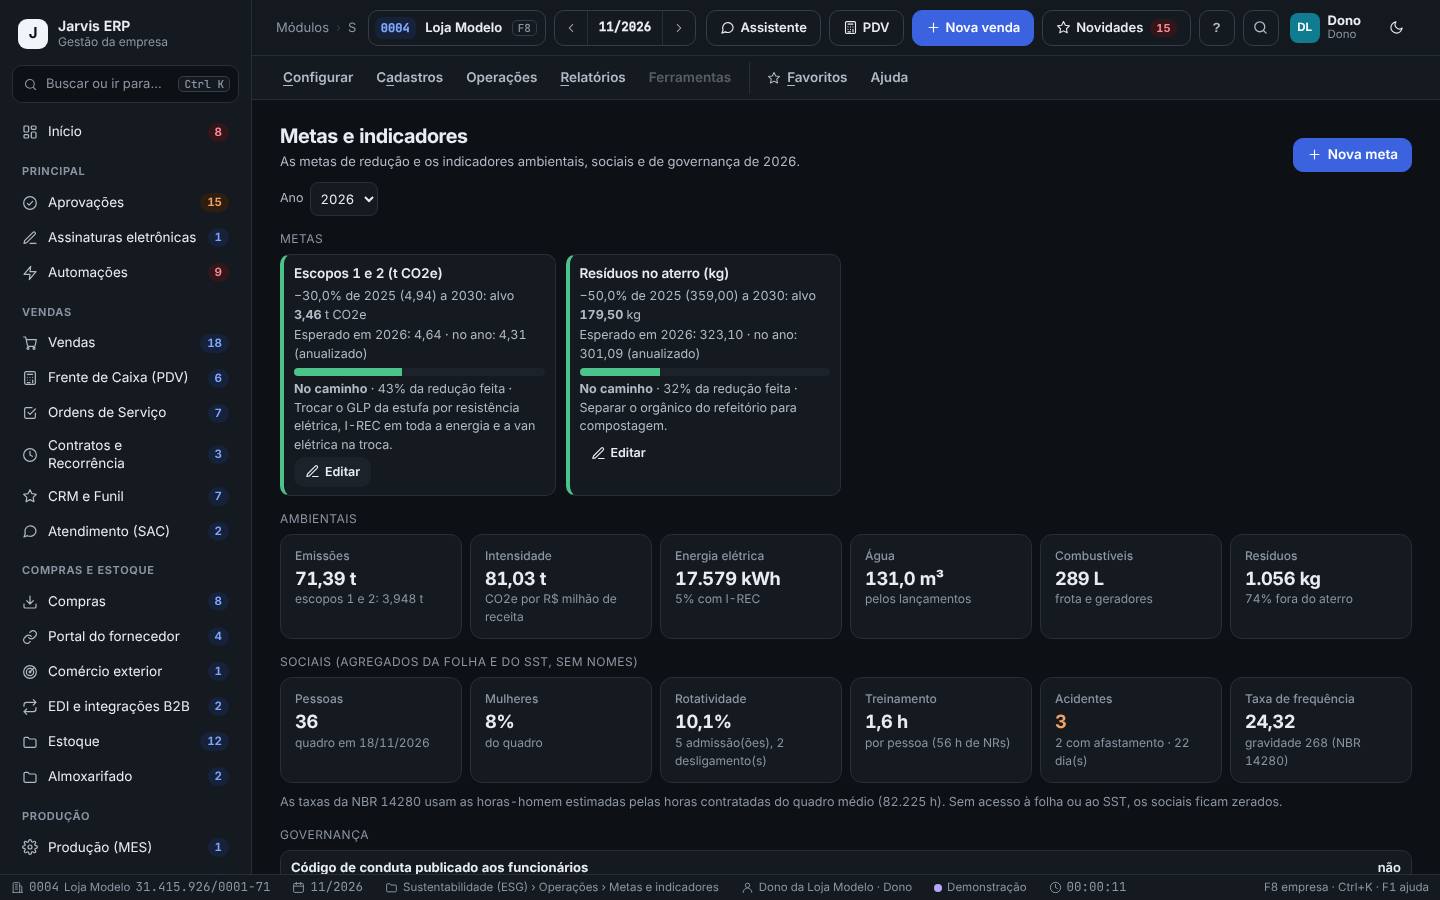 J
Jarvis ERP
Gestão da empresa
Buscar ou ir para... Ctrl K
Início 8
PRINCIPAL
Aprovações 15
Assinaturas eletrônicas 1
Automações 9
VENDAS
Vendas 18
Frente de Caixa (PDV) 6
Ordens de Serviço 7
Contratos e
Recorrência 3
CRM e Funil 7
Atendimento (SAC) 2
COMPRAS E ESTOQUE
Compras 8
Portal do fornecedor 4
Comércio exterior 1
EDI e integrações B2B 2
Estoque 12
Almoxarifado 2
PRODUÇÃO
Produção (MES) 1
Módulos › S 0004 Loja Modelo F8 ‹ 11/2026 › Assistente PDV + Nova venda Novidades 15 ? DL Dono
Dono
Configurar Cadastros Operações Relatórios Ferramentas Favoritos Ajuda
Metas e indicadores
As metas de redução e os indicadores ambientais, sociais e de governança de 2026.
+ Nova meta
Ano 2026
METAS
Escopos 1 e 2 (t CO2e)
−30,0% de 2025 (4,94) a 2030: alvo
3,46 t CO2e
Esperado em 2026: 4,64 · no ano: 4,31
(anualizado)
No caminho · 43% da redução feita ·
Trocar o GLP da estufa por resistência
elétrica, I-REC em toda a energia e a van
elétrica na troca.
Editar
Resíduos no aterro (kg)
−50,0% de 2025 (359,00) a 2030: alvo
179,50 kg
Esperado em 2026: 323,10 · no ano:
301,09 (anualizado)
No caminho · 32% da redução feita ·
Separar o orgânico do refeitório para
compostagem.
Editar
AMBIENTAIS
Emissões
71,39 t
escopos 1 e 2: 3,948 t
Intensidade
81,03 t
CO2e por R$ milhão de
receita
Energia elétrica
17.579 kWh
5% com I-REC
Água
131,0 m³
pelos lançamentos
Combustíveis
289 L
frota e geradores
Resíduos
1.056 kg
74% fora do aterro
SOCIAIS (AGREGADOS DA FOLHA E DO SST, SEM NOMES)
Pessoas
36
quadro em 18/11/2026
Mulheres
8%
do quadro
Rotatividade
10,1%
5 admissão(ões), 2
desligamento(s)
Treinamento
1,6 h
por pessoa (56 h de NRs)
Acidentes
3
2 com afastamento · 22
dia(s)
Taxa de frequência
24,32
gravidade 268 (NBR
14280)
As taxas da NBR 14280 usam as horas-homem estimadas pelas horas contratadas do quadro médio (82.225 h). Sem acesso à folha ou ao SST, os sociais ficam zerados.
GOVERNANÇA
Código de conduta publicado aos funcionários não
0004 Loja Modelo 31.415.926/0001-71 11/2026 Sustentabilidade (ESG) › Operações › Metas e indicadores Dono da Loja Modelo · Dono Demonstração 00:00:11 F8 empresa · Ctrl+K · F1 ajuda